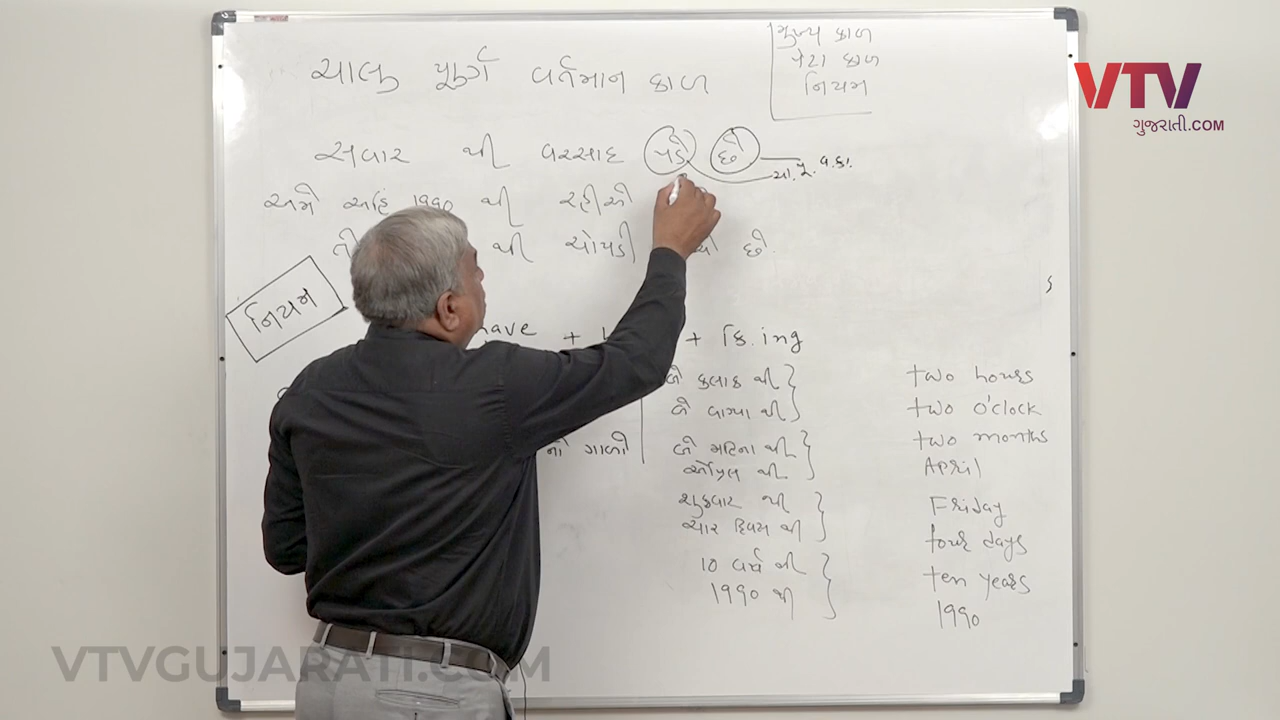 મુખ્ય કાળ
પેટા કાળ
નિયમ
ચાલુ પૂર્ણ વર્તમાન કાળ
VTV
ગુજરાતી.COM
સવાર થી વરસાદ પડે છે
ચા. પૂ. વ. કા.
અમે અહિં 1990 થી રહીએ
થી ચોપડી છે.
નિયમ
have + + ક્રિ.ing
બે કલાક થી
બે વાગ્યા થી
નો ગાળો
બે મહિના થી
એપ્રિલ થી
શુક્રવાર થી
ચાર દિવસ થી
10 વર્ષ થી
1990 થી
two hours
two o'clock
two months
April
Friday
four days
ten years
1990
VTVGUJARATI.COM